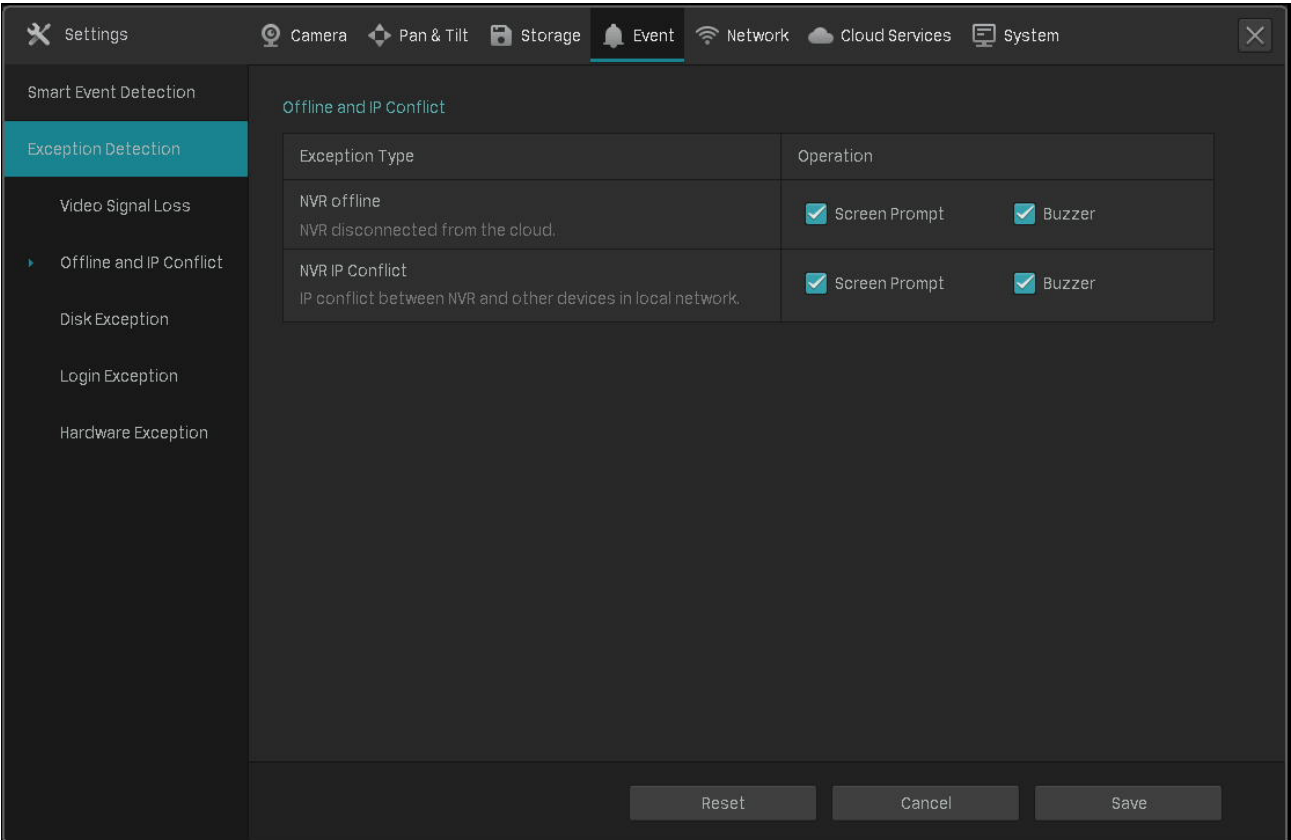 Settings
Camera
Pan & Tilt
Storage
Event
Network
Cloud Services
System
Smart Event Detection
Exception Detection
Video Signal Loss
Offline and IP Conflict
Disk Exception
Login Exception
Hardware Exception
Offline and IP Conflict
Exception Type
Operation
NVR offline
NVR disconnected from the cloud.
Screen Prompt
Buzzer
NVR IP Conflict
IP conflict between NVR and other devices in local network.
Screen Prompt
Buzzer
Reset
Cancel
Save